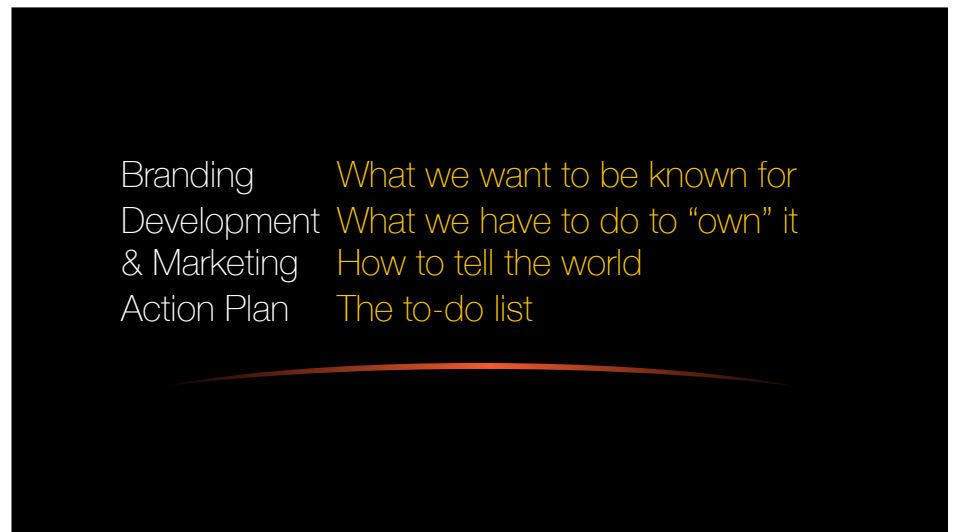 Branding What we want to be known for
Development What we have to do to “own” it
& Marketing How to tell the world
Action Plan The to-do list